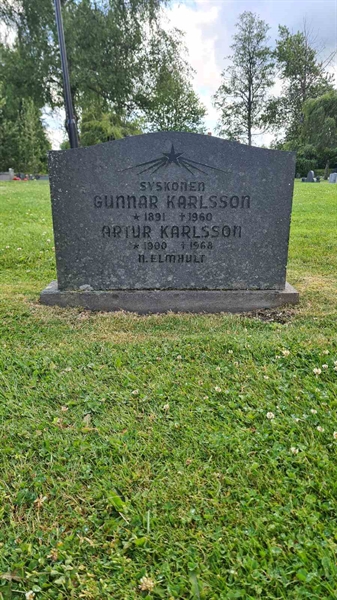 SYSKONEN
GUNNAR KARLSSON
* 1891 † 1960
ARTUR KARLSSON
* 1900 † 1968
N. ELMHULT